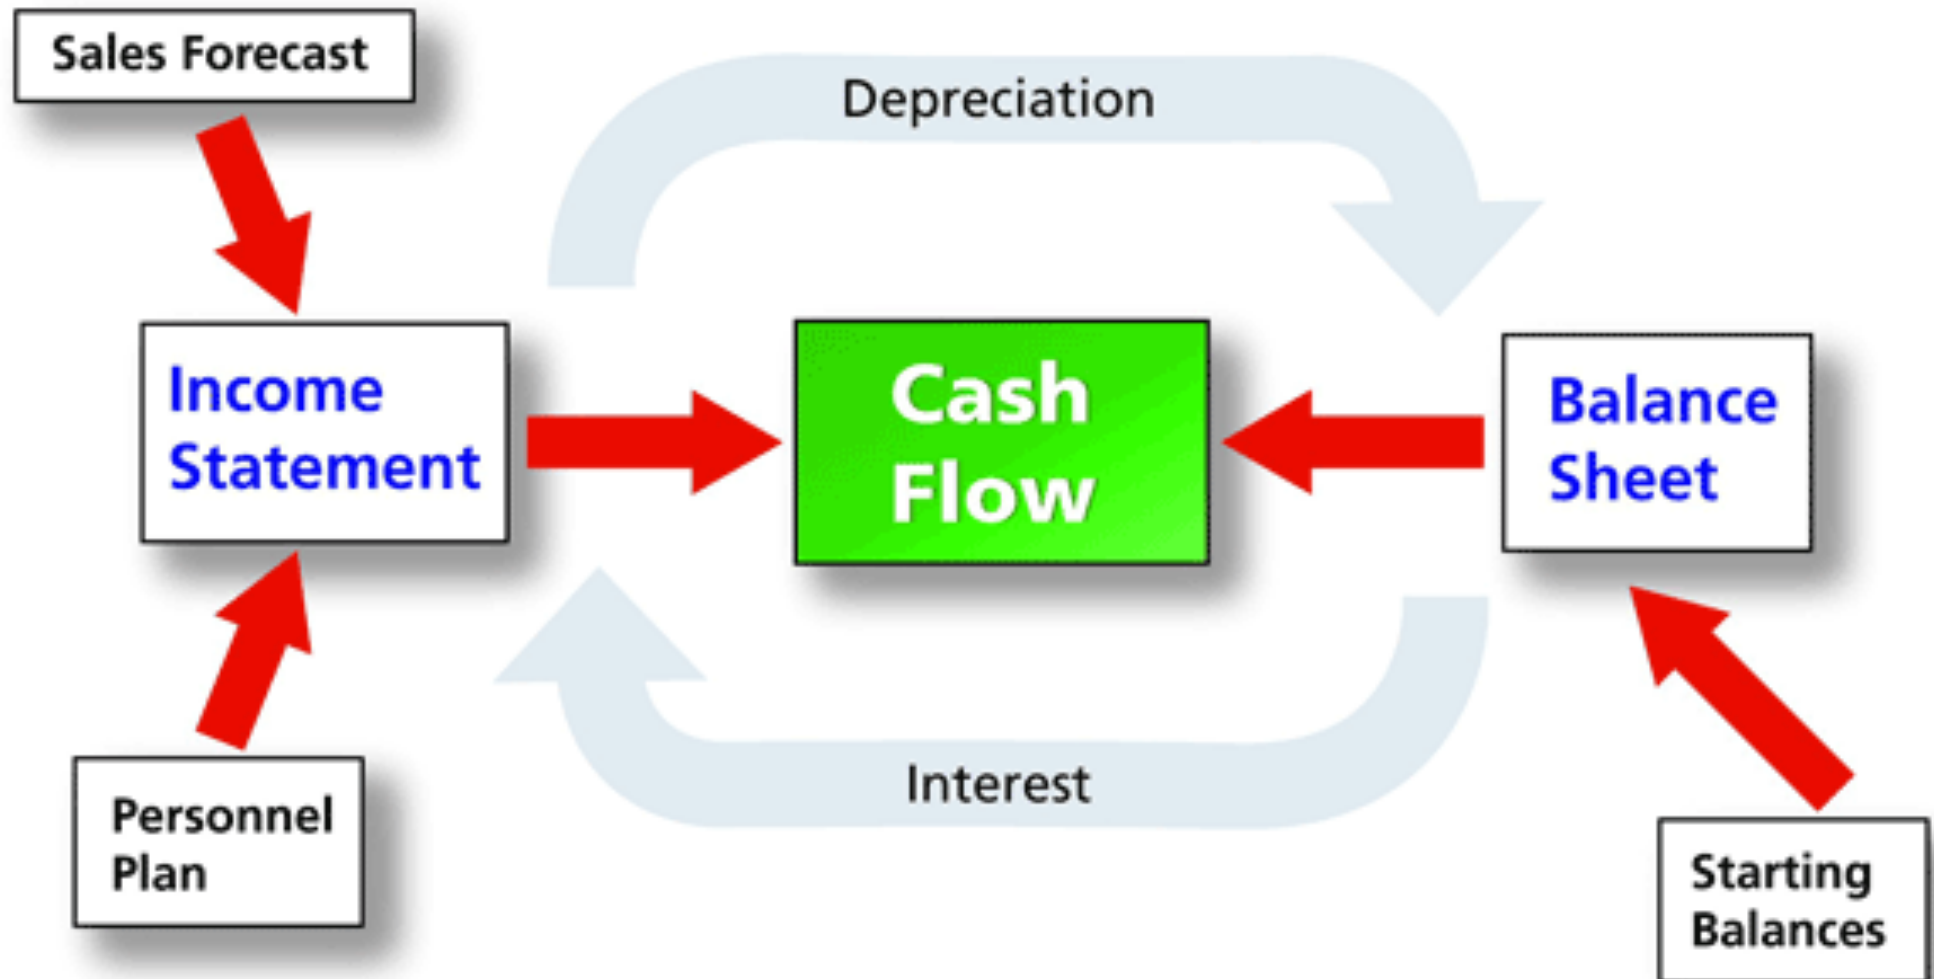 Sales Forecast
Depreciation
Income
Statement
Cash
Flow
Balance
Sheet
Interest
Personnel
Plan
Starting
Balances